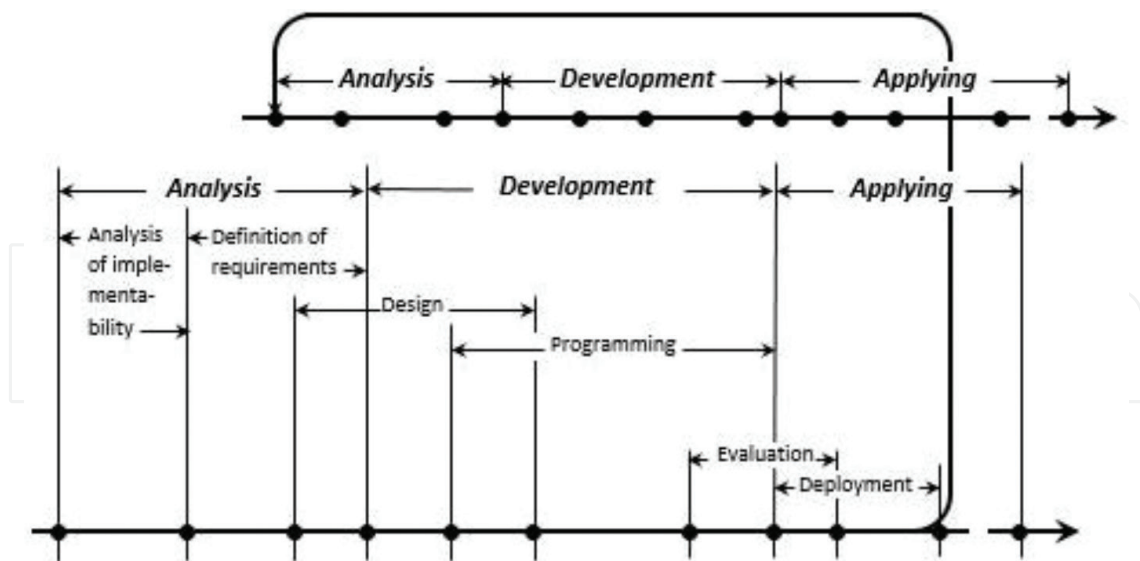 Analysis
Development
Applying
Analysis
Development
Applying
Analysis
of imple-
menta-
bility
Definition of
requirements
Design
Programming
Evaluation
Deployment